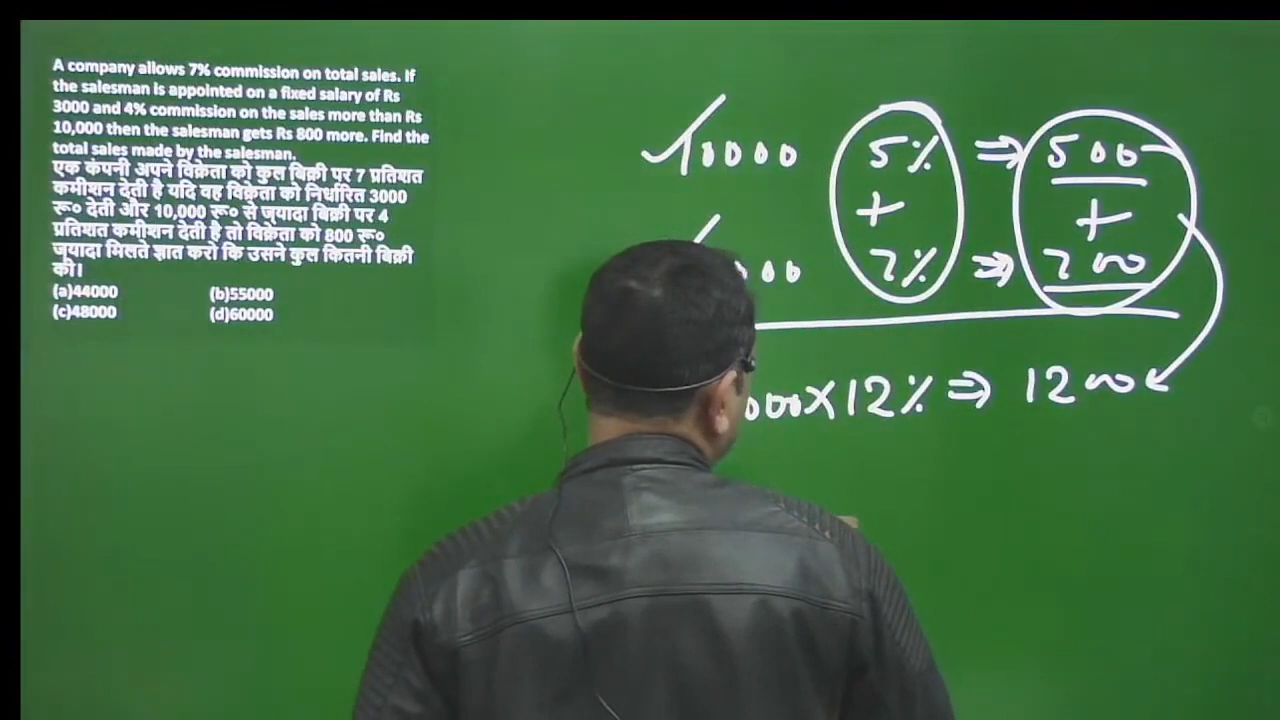 A company allows 7% commission on total sales. If
the salesman is appointed on a fixed salary of Rs
3000 and 4% commission on the sales more than Rs
10,000 then the salesman gets Rs 800 more. Find the
total sales made by the salesman.
एक कंपनी अपने विक्रेता को कुल बिक्री पर 7 प्रतिशत
कमीशन देती है यदि वह विक्रेता को निर्धारित 3000
रू० देती और 10,000 रू० से ज्यादा बिक्री पर 4
प्रतिशत कमीशन देती है तो विक्रेता को 800 रू०
ज्यादा मिलते ज्ञात करो कि उसने कुल कितनी बिक्री
की।
(a)44000 (b)55000
(c)48000 (d)60000
10000 5% ⇒ 500
+ +
7% ⇒ 700
000×12% ⇒ 1200